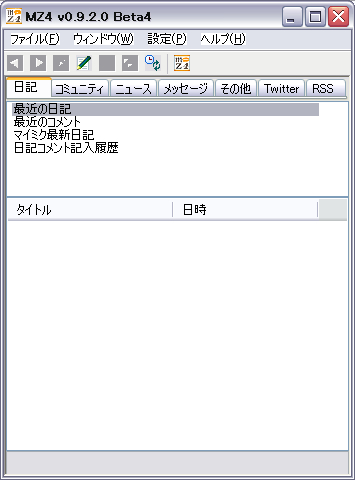 MZ4 v0.9.2.0 Beta4
ファイル(F) ウィンドウ(W) 設定(P) ヘルプ(H)
日記 コミュニティ ニュース メッセージ その他 Twitter RSS
最近の日記
最近のコメント
マイミク最新日記
日記コメント記入履歴
タイトル 日時